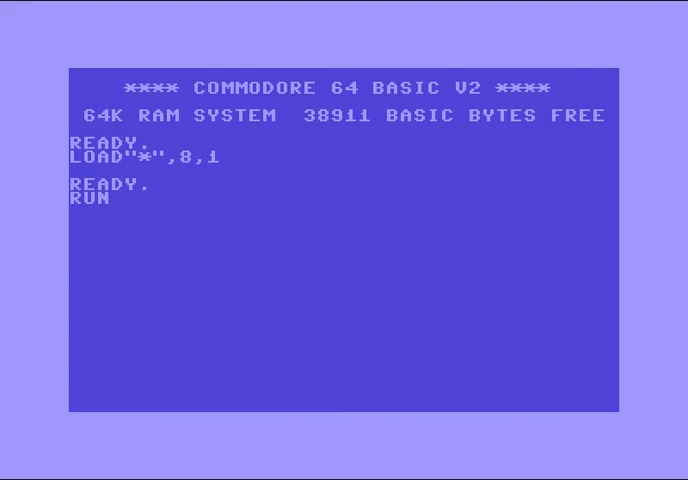 **** COMMODORE 64 BASIC V2 ****
64K RAM SYSTEM  38911 BASIC BYTES FREE
READY.
LOAD"*",8,1
READY.
RUN